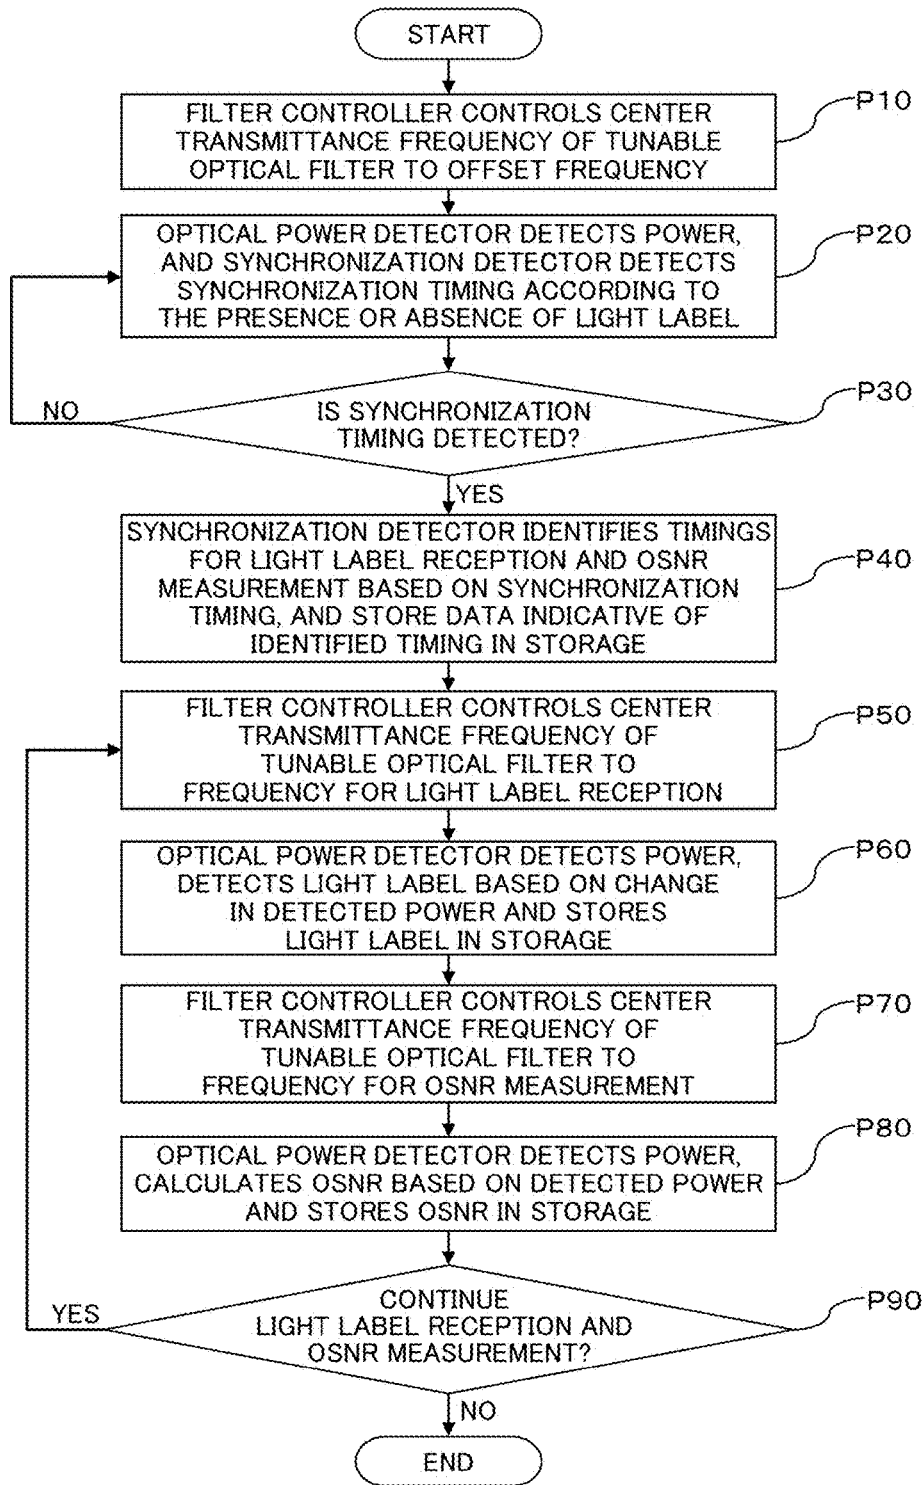 START
FILTER CONTROLLER CONTROLS CENTER
TRANSMITTANCE FREQUENCY OF TUNABLE
OPTICAL FILTER TO OFFSET FREQUENCY
P10
OPTICAL POWER DETECTOR DETECTS POWER,
AND SYNCHRONIZATION DETECTOR DETECTS
SYNCHRONIZATION TIMING ACCORDING TO
THE PRESENCE OR ABSENCE OF LIGHT LABEL
P20
IS SYNCHRONIZATION
TIMING DETECTED?
P30
NO
YES
SYNCHRONIZATION DETECTOR IDENTIFIES TIMINGS
FOR LIGHT LABEL RECEPTION AND OSNR
MEASUREMENT BASED ON SYNCHRONIZATION
TIMING, AND STORE DATA INDICATIVE OF
IDENTIFIED TIMING IN STORAGE
P40
FILTER CONTROLLER CONTROLS CENTER
TRANSMITTANCE FREQUENCY OF
TUNABLE OPTICAL FILTER TO
FREQUENCY FOR LIGHT LABEL RECEPTION
P50
OPTICAL POWER DETECTOR DETECTS POWER,
DETECTS LIGHT LABEL BASED ON CHANGE
IN DETECTED POWER AND STORES
LIGHT LABEL IN STORAGE
P60
FILTER CONTROLLER CONTROLS CENTER
TRANSMITTANCE FREQUENCY OF
TUNABLE OPTICAL FILTER TO
FREQUENCY FOR OSNR MEASUREMENT
P70
OPTICAL POWER DETECTOR DETECTS POWER,
CALCULATES OSNR BASED ON DETECTED POWER
AND STORES OSNR IN STORAGE
P80
CONTINUE
LIGHT LABEL RECEPTION AND
OSNR MEASUREMENT?
P90
YES
NO
END